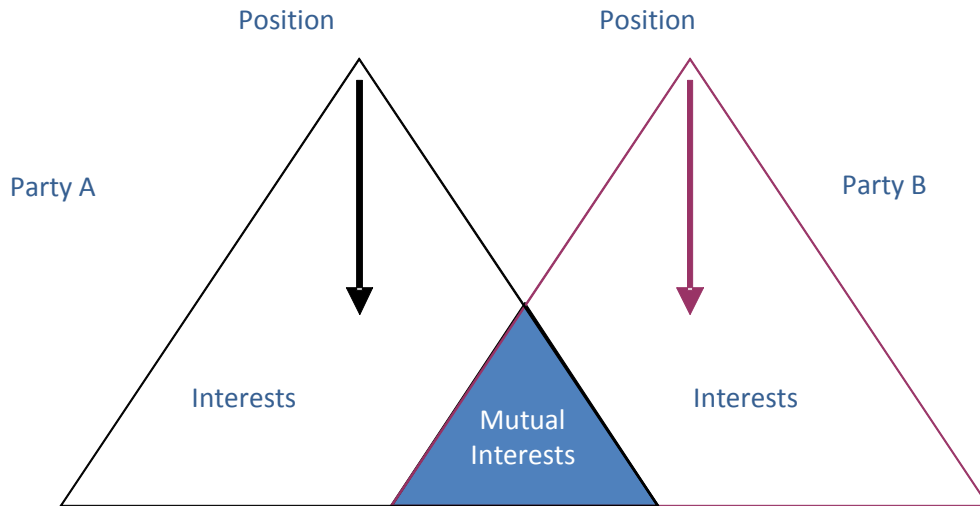 Position
Position
Party A
Party B
Interests
Mutual
Interests
Interests